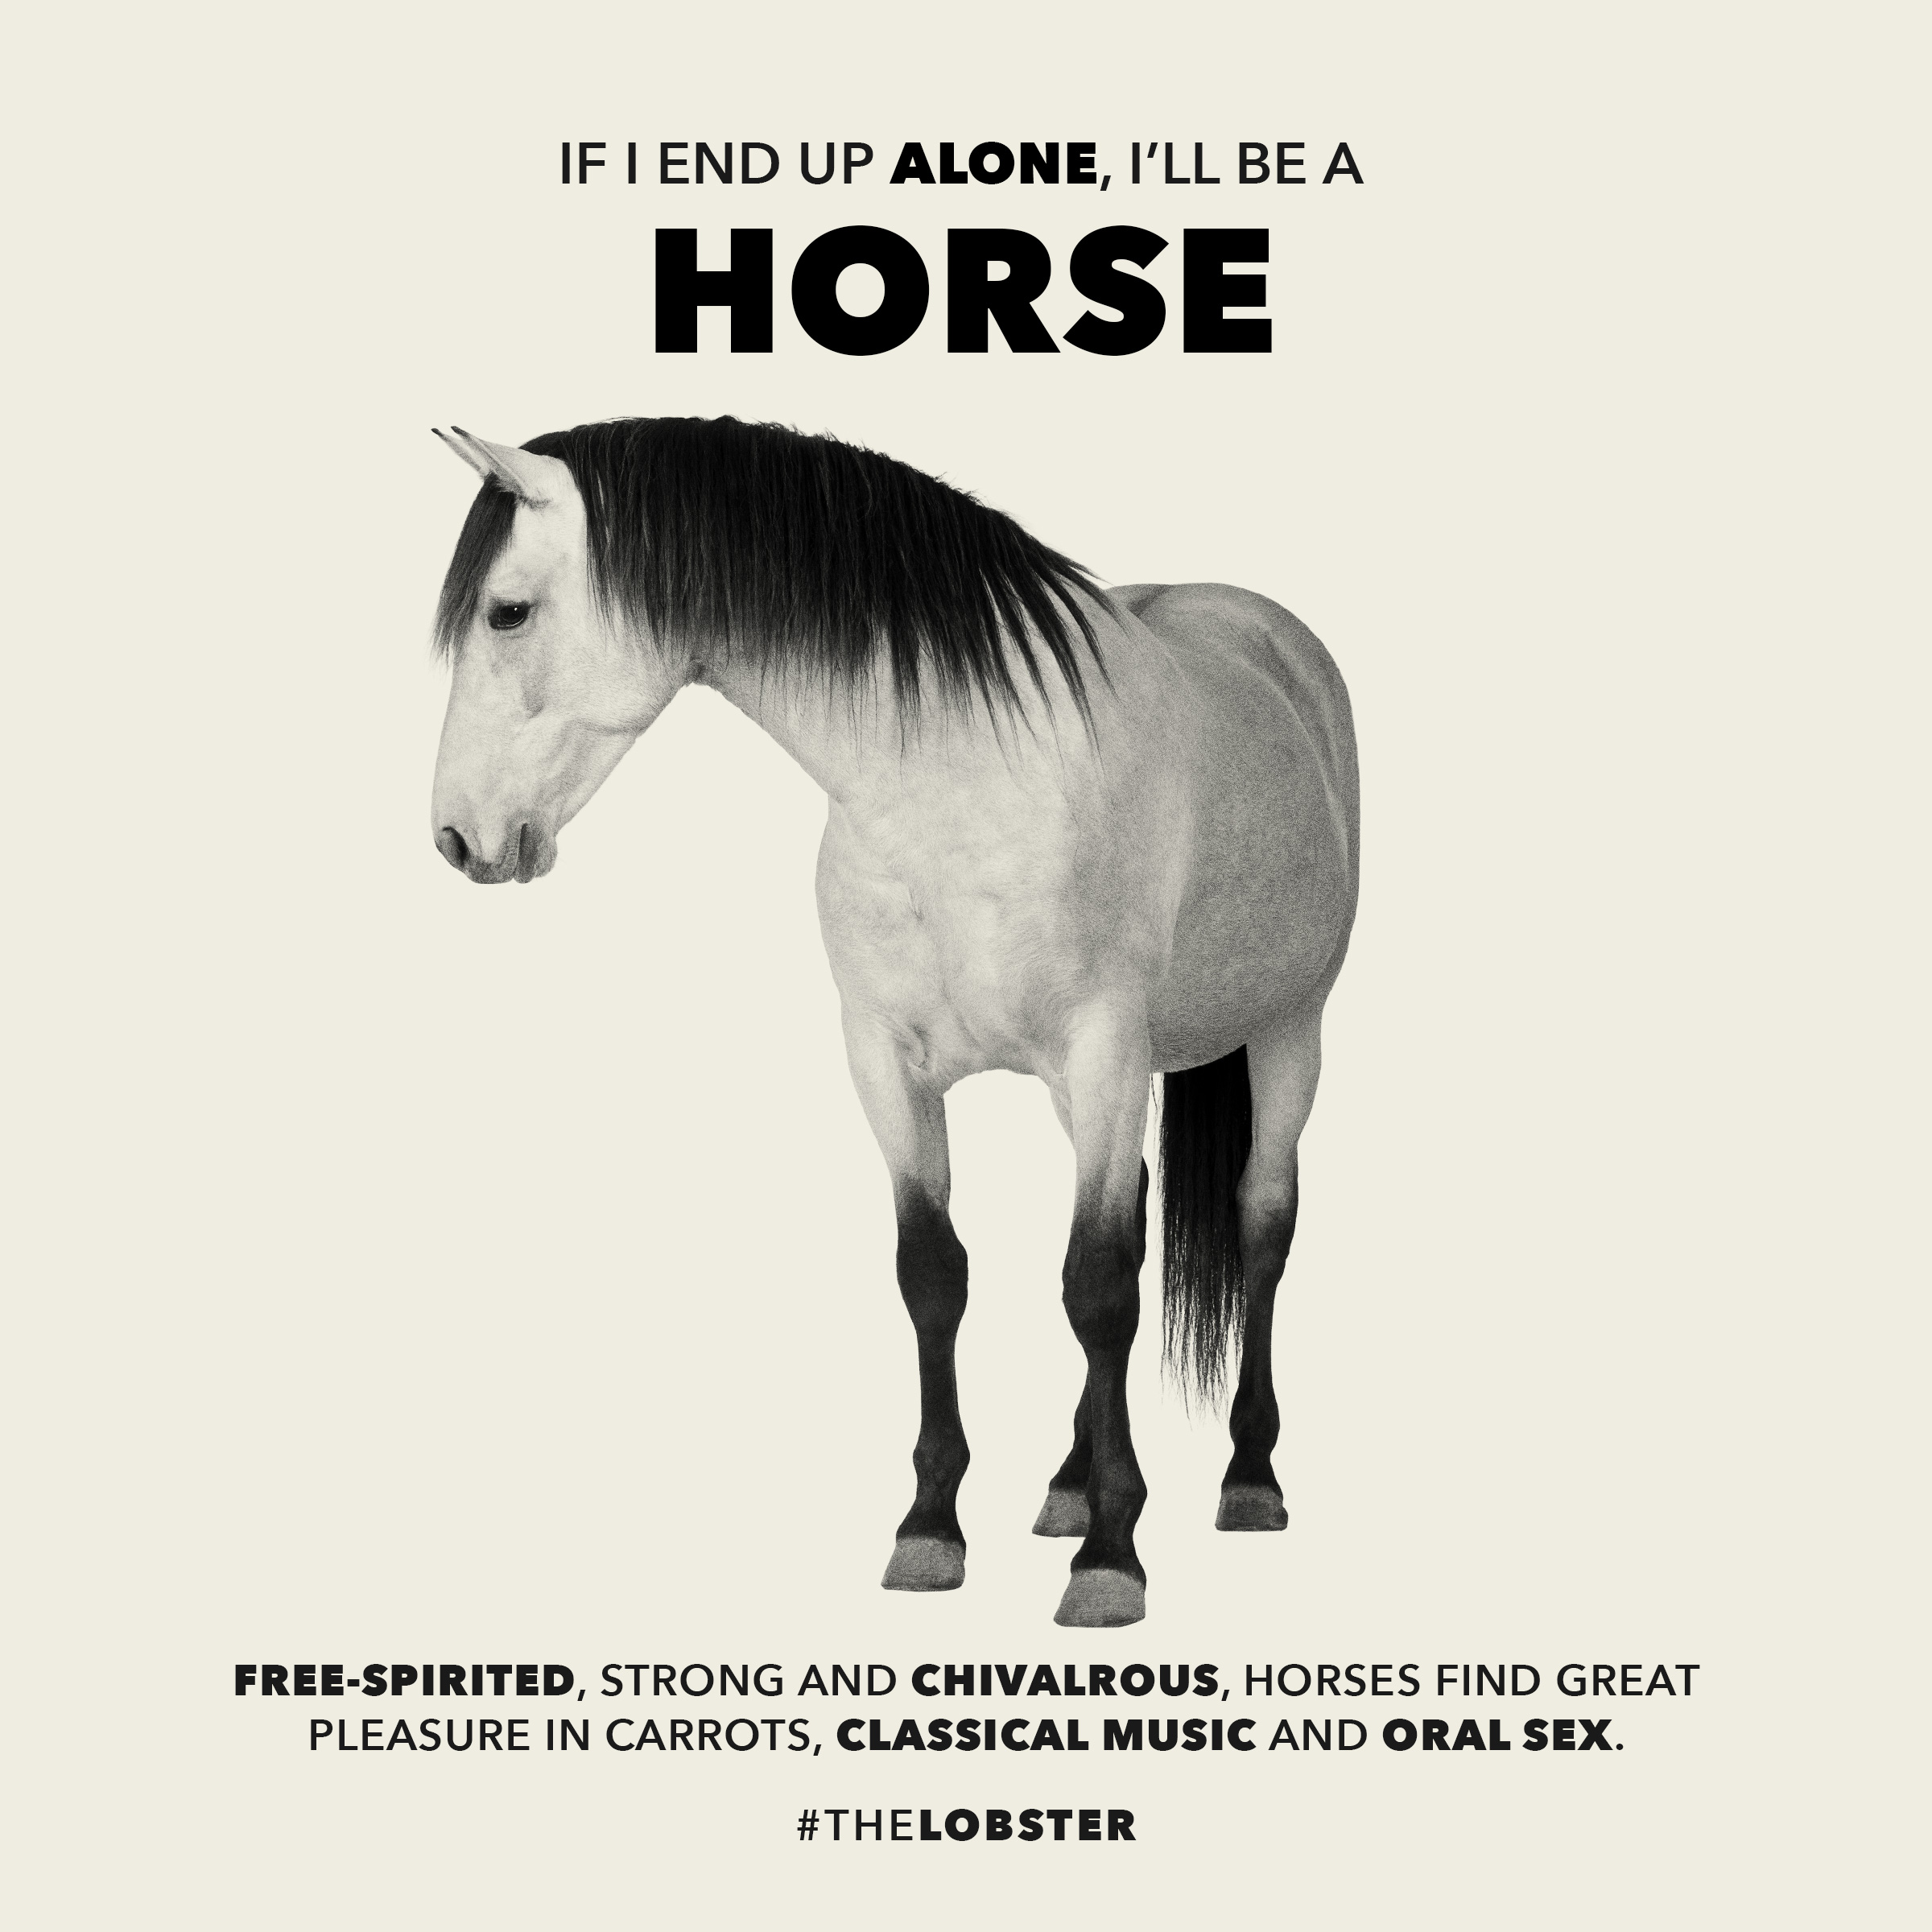 IF I END UP ALONE, I’LL BE A
HORSE
FREE-SPIRITED, STRONG AND CHIVALROUS, HORSES FIND GREAT
PLEASURE IN CARROTS, CLASSICAL MUSIC AND ORAL SEX.
#THELOBSTER